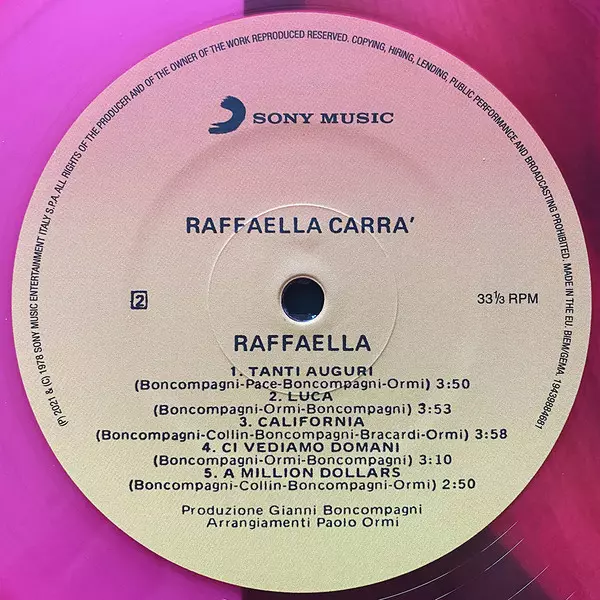 (P) 2021 & (C) 1978 SONY MUSIC ENTERTAINMENT ITALY S.P.A. ALL RIGHTS OF THE PRODUCER AND OF THE OWNER OF THE WORK REPRODUCED RESERVED. COPYING, HIRING, LENDING, PUBLIC PERFORMANCE AND BROADCASTING PROHIBITED. MADE IN THE EU. BIEM/GEMA. 19439884681
SONY MUSIC
RAFFAELLA CARRA'
2
33⅓ RPM
RAFFAELLA
1. TANTI AUGURI
(Boncompagni-Pace-Boncompagni-Ormi) 3:50
2. LUCA
(Boncompagni-Ormi-Boncompagni) 3:53
3. CALIFORNIA
(Boncompagni-Collin-Boncompagni-Bracardi-Ormi) 3:58
4. CI VEDIAMO DOMANI
(Boncompagni-Ormi-Boncompagni) 3:10
5. A MILLION DOLLARS
(Boncompagni-Collin-Boncompagni-Ormi) 2:50
Produzione Gianni Boncompagni
Arrangiamenti Paolo Ormi